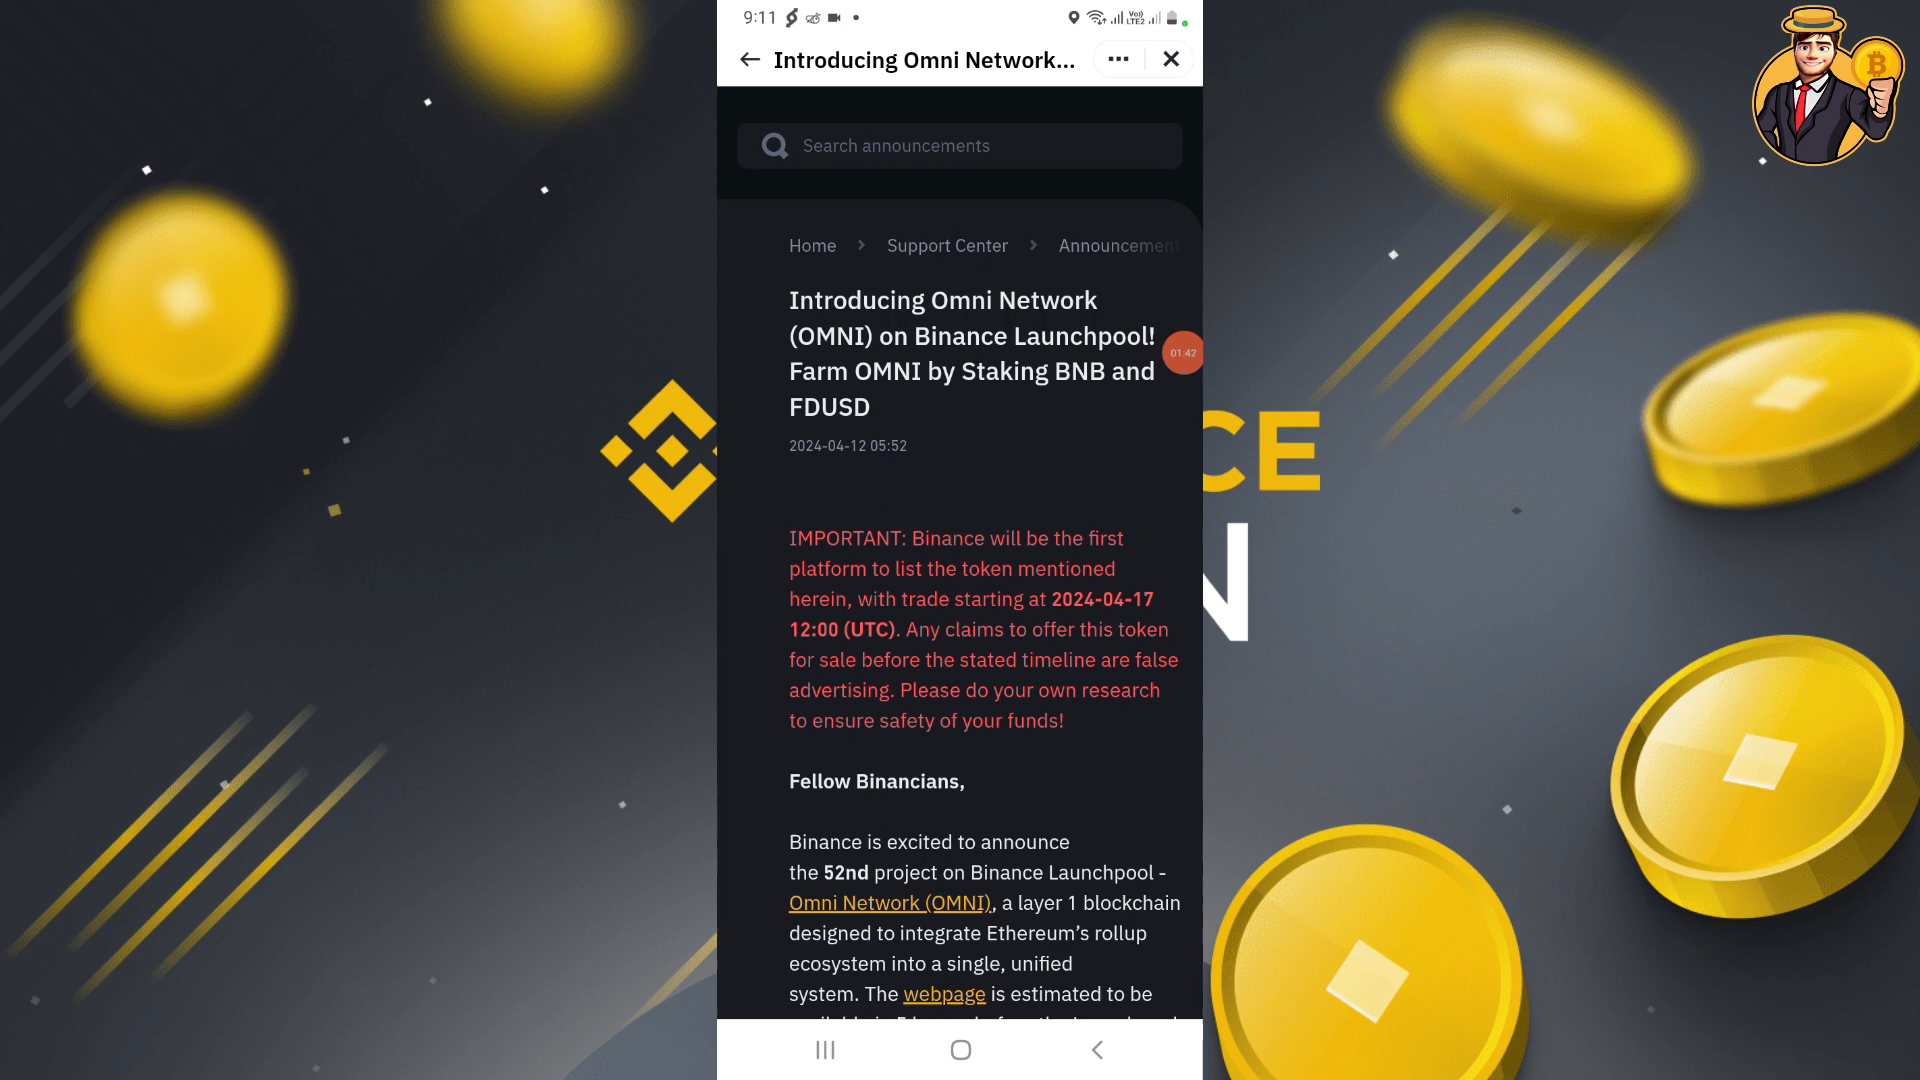 9:11
Vo)) LTE2
Introducing Omni Network...
Search announcements
Home > Support Center > Announcement
Introducing Omni Network
(OMNI) on Binance Launchpool!
Farm OMNI by Staking BNB and
FDUSD
01:42
2024-04-12 05:52
CE
N
IMPORTANT: Binance will be the first
platform to list the token mentioned
herein, with trade starting at 2024-04-17
12:00 (UTC). Any claims to offer this token
for sale before the stated timeline are false
advertising. Please do your own research
to ensure safety of your funds!
Fellow Binancians,
Binance is excited to announce
the 52nd project on Binance Launchpool -
Omni Network (OMNI), a layer 1 blockchain
designed to integrate Ethereum’s rollup
ecosystem into a single, unified
system. The webpage is estimated to be